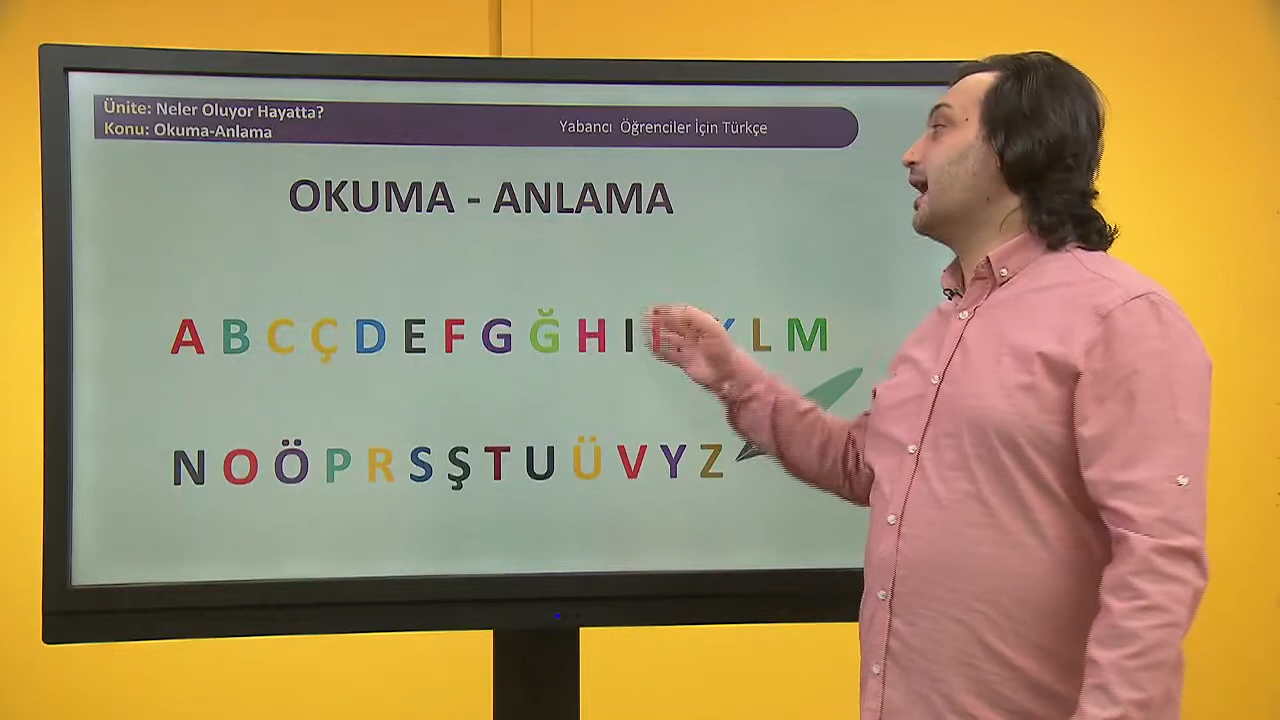 Ünite: Neler Oluyor Hayatta?
Konu: Okuma-Anlama
Yabancı Öğrenciler İçin Türkçe
OKUMA - ANLAMA
A B C Ç D E F G Ğ H I L M
N O Ö P R S Ş T U Ü V Y Z